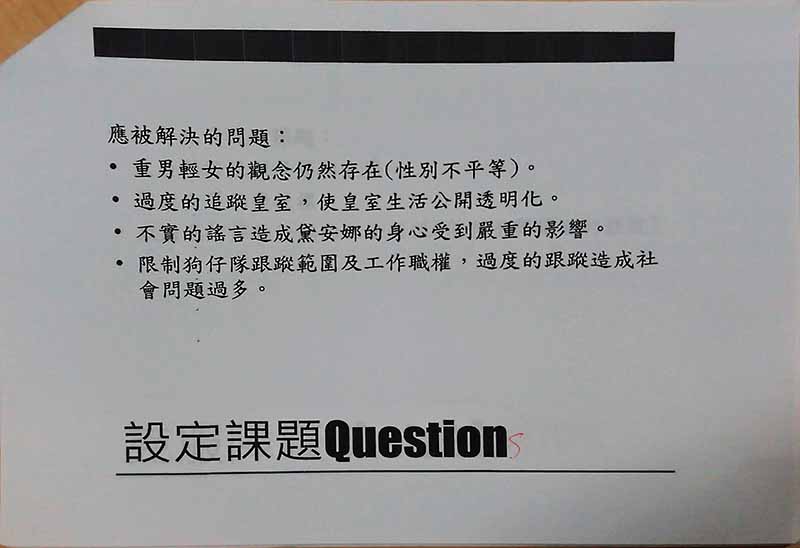 應被解決的問題：
• 重男輕女的觀念仍然存在(性別不平等)。
• 過度的追蹤皇室，使皇室生活公開透明化。
• 不實的謠言造成黛安娜的身心受到嚴重的影響。
• 限制狗仔隊跟蹤範圍及工作職權，過度的跟蹤造成社
會問題過多。
設定課題Questions